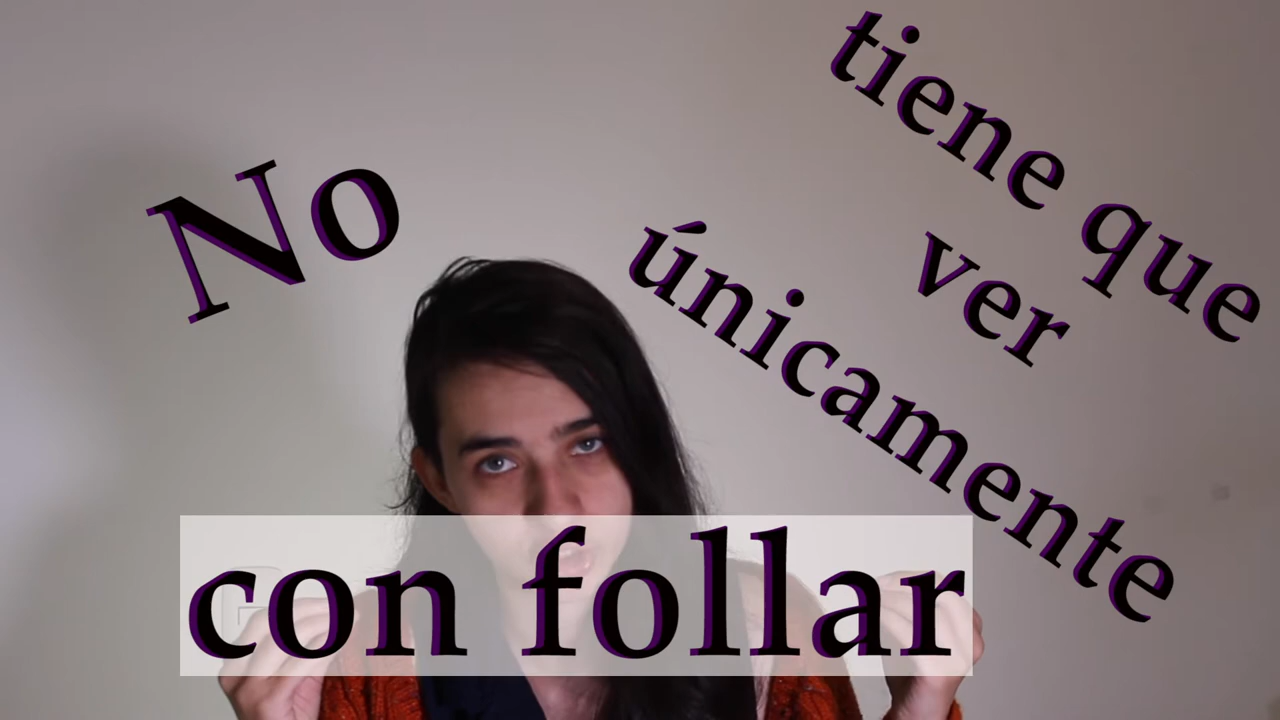 No
tiene que
ver
únicamente
con follar